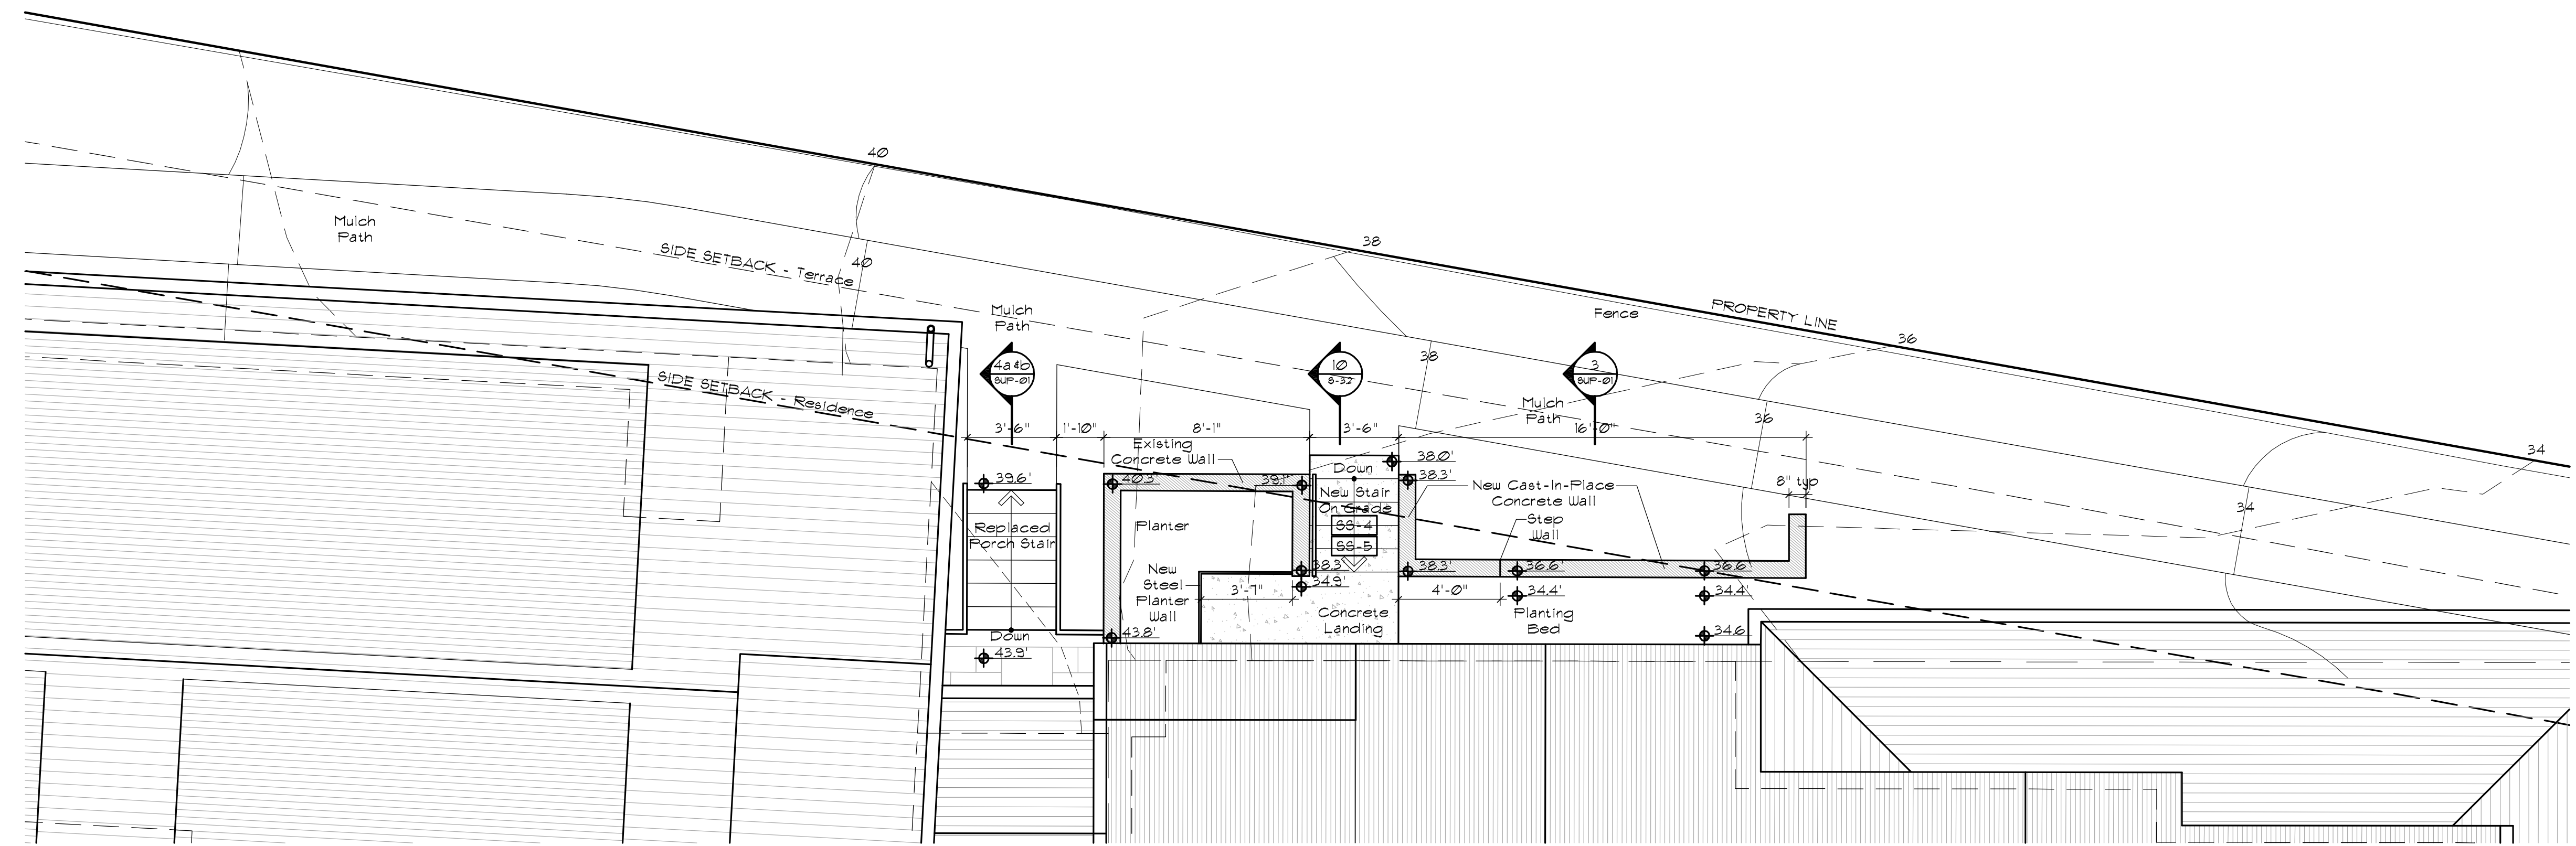 40
Mulch
Path
SIDE SETBACK - Terrace
40
38
Mulch
Path
Fence
PROPERTY LINE
36
38
4a &b
SUP-01
10
S-32
3
SUP-01
SIDE SETBACK - Residence
Mulch
Path
36
34
3'-6"
1'-10"
8'-1"
3'-6"
16'-0"
Existing
Concrete Wall
38.0'
39.6'
40.3'
39.1'
Down
38.3'
New Cast-In-Place
Concrete Wall
8" typ
34
New Stair
On Grade
SS-4
SS-5
Step
Wall
Replaced
Porch Stair
Planter
New
Steel
Planter
Wall
38.3'
34.9'
38.3'
36.6'
36.6'
3'-7"
4'-0"
34.4'
34.4'
Concrete
Landing
Planting
Bed
34.6
Down
43.8'
43.9'